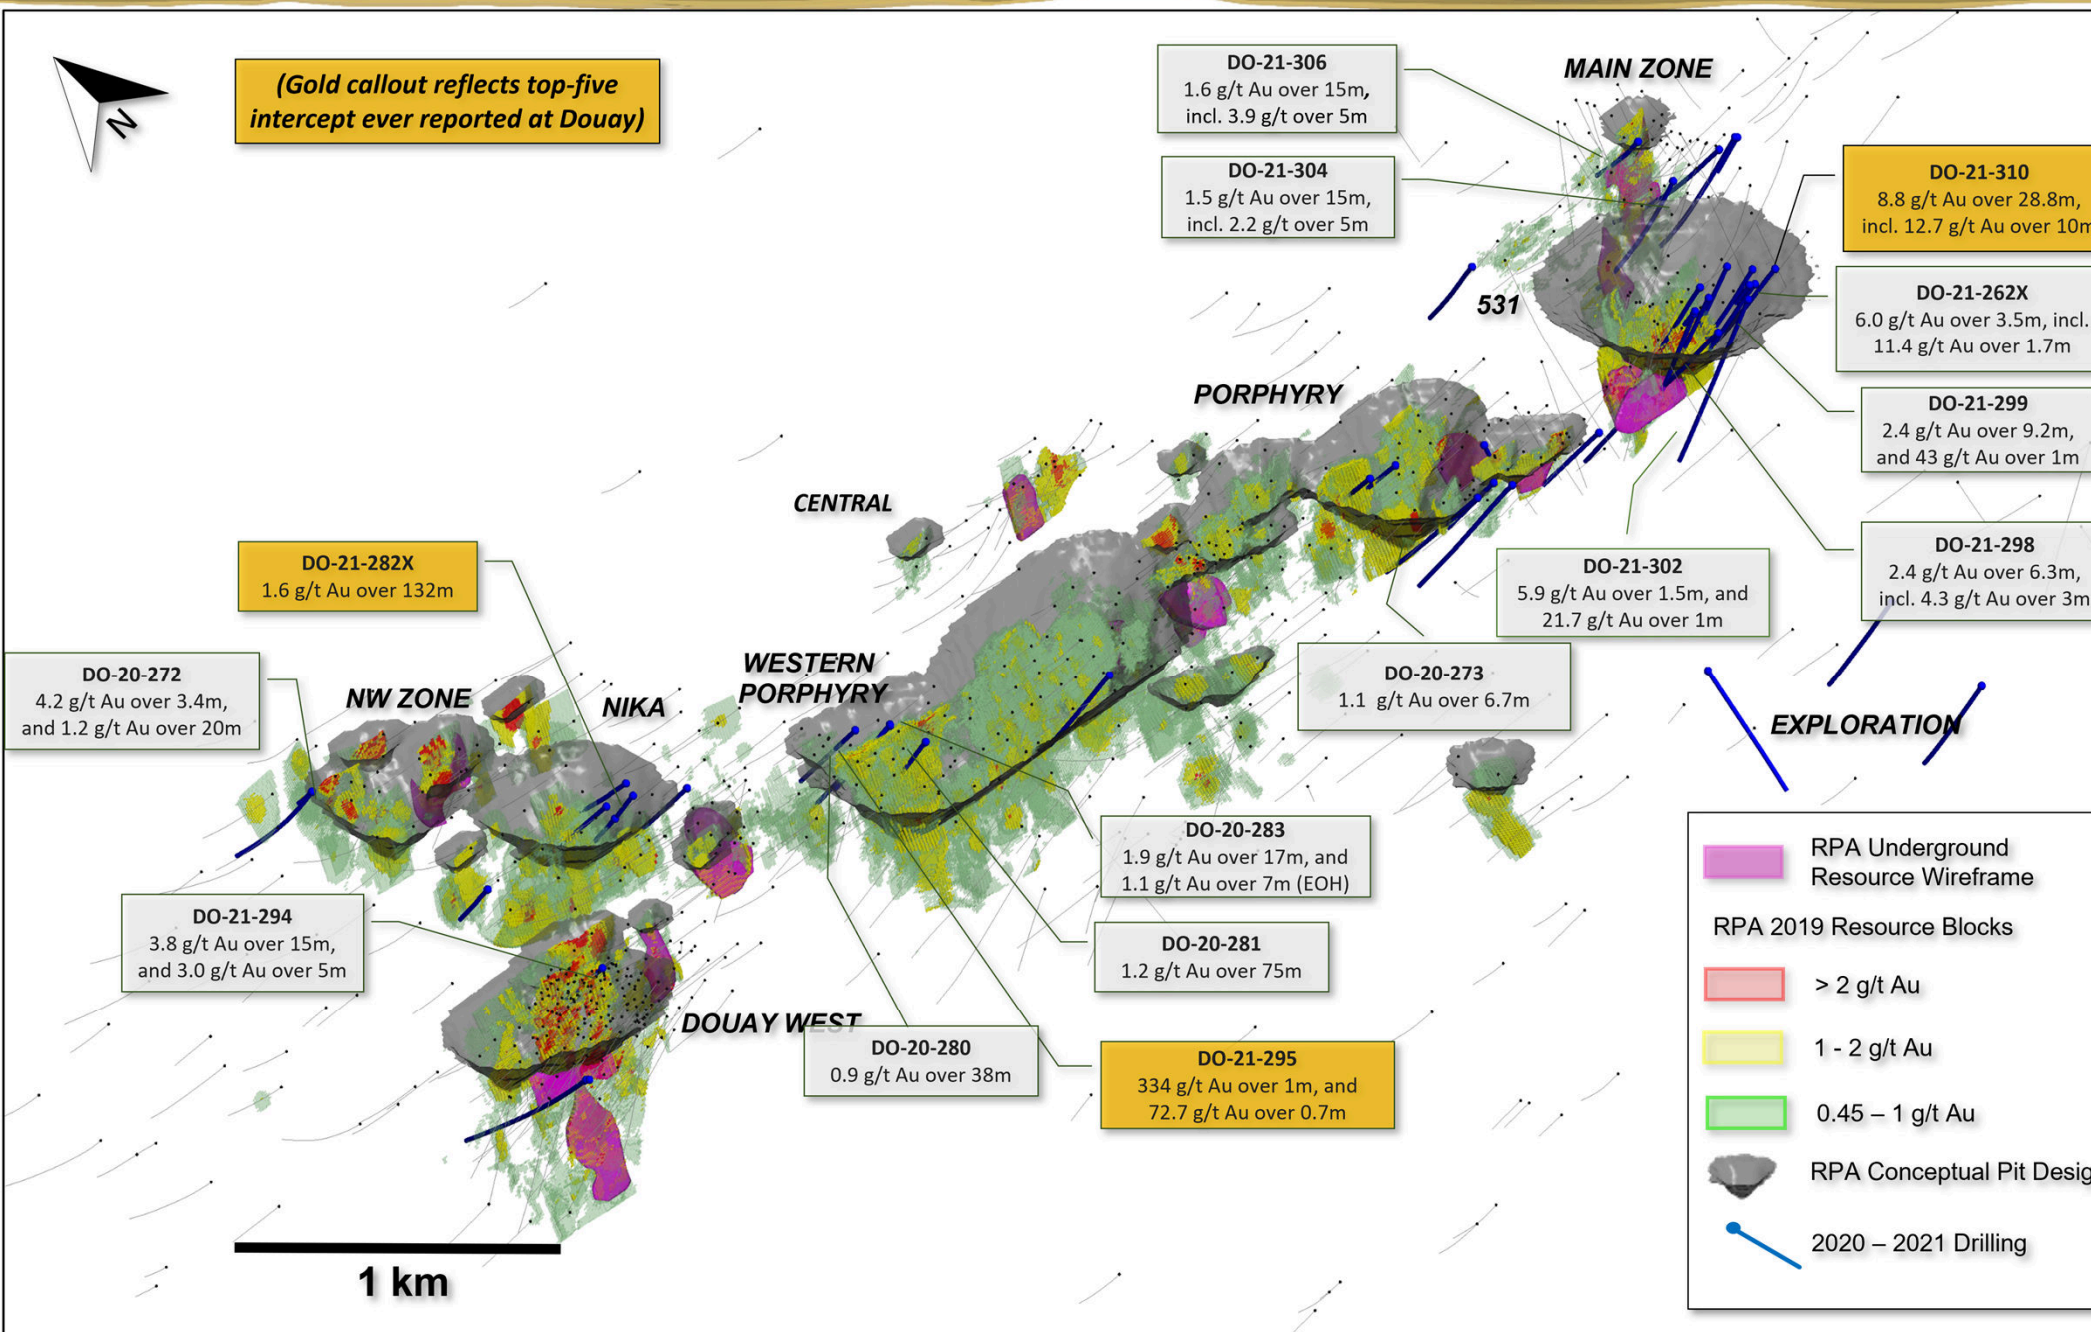 N
(Gold callout reflects top-five
intercept ever reported at Douay)
DO-21-306
1.6 g/t Au over 15m,
incl. 3.9 g/t over 5m
MAIN ZONE
DO-21-304
1.5 g/t Au over 15m,
incl. 2.2 g/t over 5m
DO-21-310
8.8 g/t Au over 28.8m,
incl. 12.7 g/t Au over 10m
531
DO-21-262X
6.0 g/t Au over 3.5m, incl.
11.4 g/t Au over 1.7m
PORPHYRY
DO-21-299
2.4 g/t Au over 9.2m,
and 43 g/t Au over 1m
CENTRAL
DO-21-298
2.4 g/t Au over 6.3m,
incl. 4.3 g/t Au over 3m
DO-21-302
5.9 g/t Au over 1.5m, and
21.7 g/t Au over 1m
DO-21-282X
1.6 g/t Au over 132m
DO-20-272
4.2 g/t Au over 3.4m,
and 1.2 g/t Au over 20m
NW ZONE
NIKA
WESTERN
PORPHYRY
DO-20-273
1.1 g/t Au over 6.7m
EXPLORATION
DO-20-283
1.9 g/t Au over 17m, and
1.1 g/t Au over 7m (EOH)
DO-21-294
3.8 g/t Au over 15m,
and 3.0 g/t Au over 5m
DO-20-281
1.2 g/t Au over 75m
DOUAY WEST
DO-20-280
0.9 g/t Au over 38m
DO-21-295
334 g/t Au over 1m, and
72.7 g/t Au over 0.7m
1 km
RPA Underground
Resource Wireframe
RPA 2019 Resource Blocks
> 2 g/t Au
1 - 2 g/t Au
0.45 – 1 g/t Au
RPA Conceptual Pit Desig
2020 – 2021 Drilling